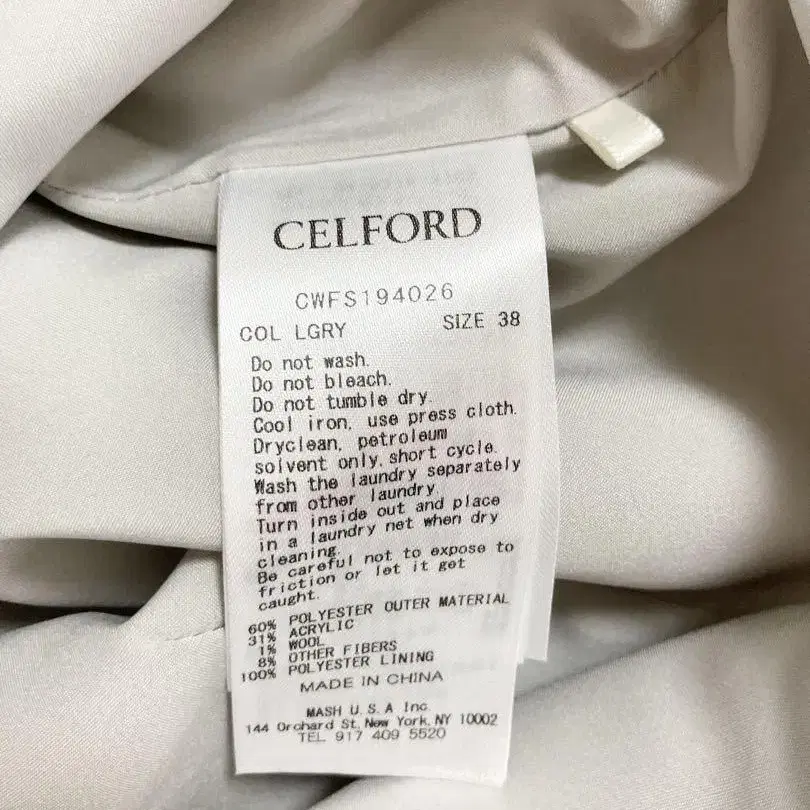 CELFORD
CWFS194026
COL LGRY SIZE 38
Do not wash.
Do not bleach.
Do not tumble dry.
Cool iron, use press cloth.
Dryclean, petroleum
solvent only, short cycle.
Wash the laundry separately
from other laundry.
Turn inside out and place
in a laundry net when dry
cleaning.
Be careful not to expose to
friction or let it get
caught.
60% POLYESTER OUTER MATERIAL
31% ACRYLIC
1% WOOL
8% OTHER FIBERS
100% POLYESTER LINING
MADE IN CHINA
MASH U.S.A Inc.
144 Orchard St, New York, NY 10002
TEL 917 409 5520